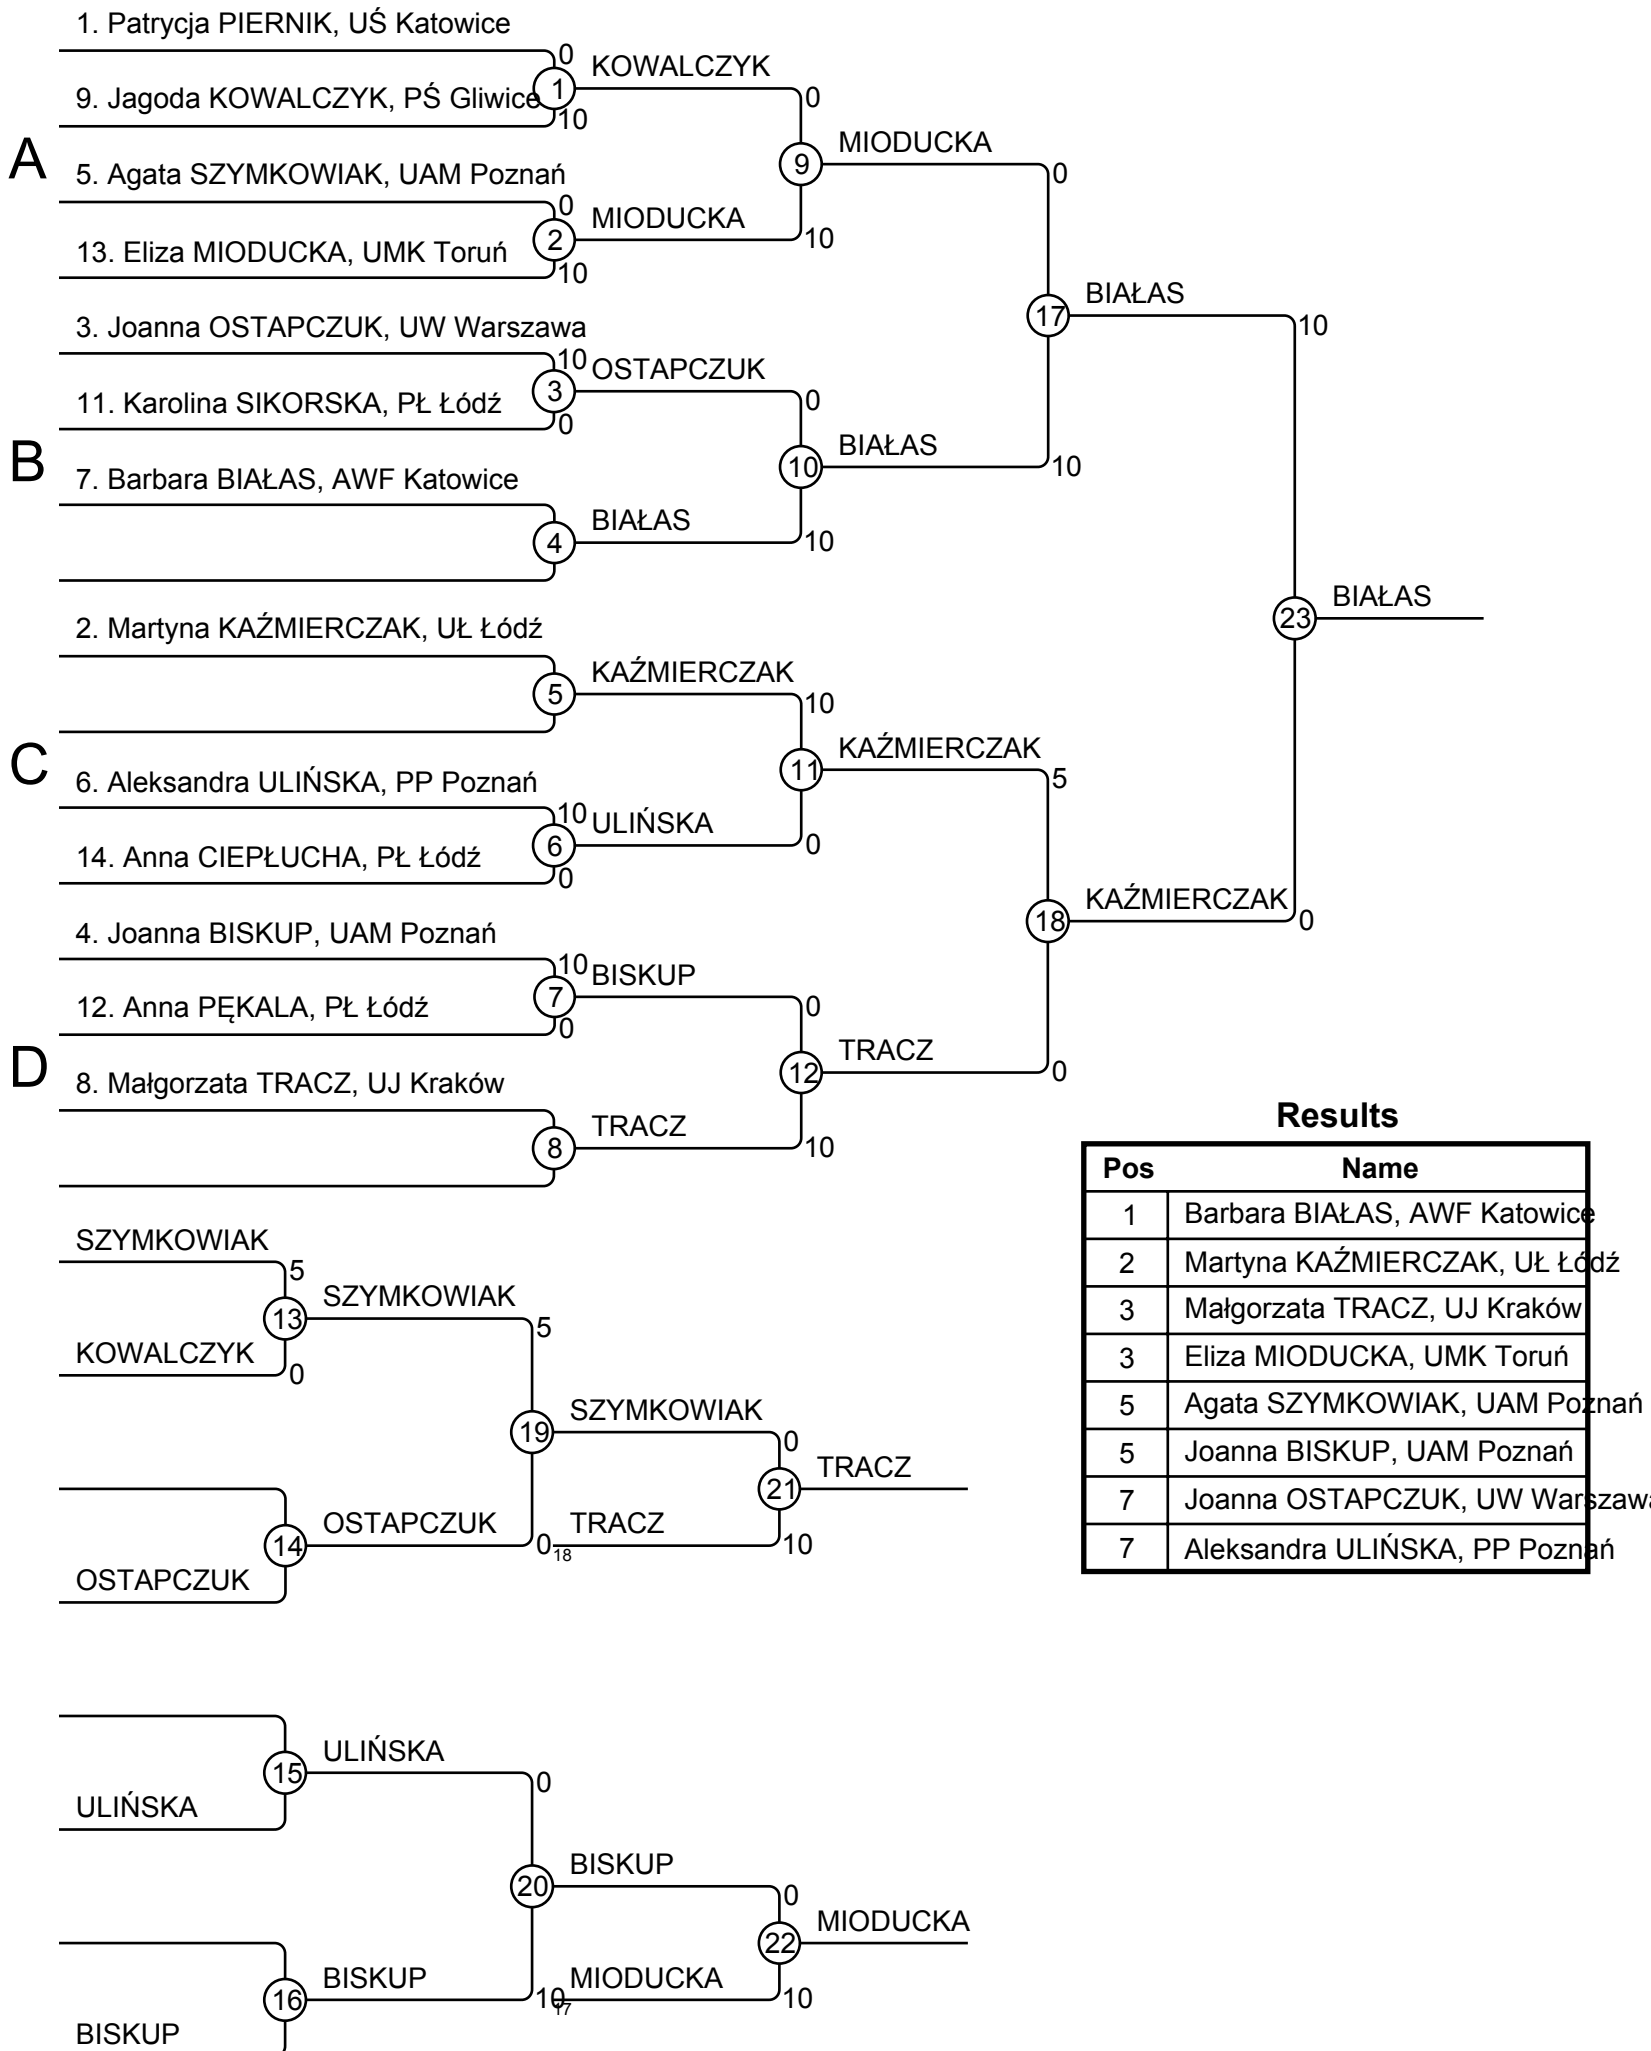 1. Patrycja PIERNIK, UŚ Katowice
0
KOWALCZYK
1
0
9. Jagoda KOWALCZYK, PŚ Gliwice
10
MIODUCKA
A
9
0
5. Agata SZYMKOWIAK, UAM Poznań
0
MIODUCKA
2
10
13. Eliza MIODUCKA, UMK Toruń
10
BIAŁAS
17
10
3. Joanna OSTAPCZUK, UW Warszawa
10
OSTAPCZUK
3
0
11. Karolina SIKORSKA, PŁ Łódź
0
BIAŁAS
B
10
10
7. Barbara BIAŁAS, AWF Katowice
BIAŁAS
4
10
BIAŁAS
23
2. Martyna KAŹMIERCZAK, UŁ Łódź
KAŹMIERCZAK
5
10
KAŹMIERCZAK
C
11
5
6. Aleksandra ULIŃSKA, PP Poznań
10
ULIŃSKA
6
0
14. Anna CIEPŁUCHA, PŁ Łódź
0
KAŹMIERCZAK
18
0
4. Joanna BISKUP, UAM Poznań
10
BISKUP
7
0
12. Anna PĘKALA, PŁ Łódź
0
TRACZ
D
12
0
8. Małgorzata TRACZ, UJ Kraków
TRACZ
8
10
Results
Pos Name
1 Barbara BIAŁAS, AWF Katowice
2 Martyna KAŹMIERCZAK, UŁ Łódź
3 Małgorzata TRACZ, UJ Kraków
3 Eliza MIODUCKA, UMK Toruń
5 Agata SZYMKOWIAK, UAM Poznań
5 Joanna BISKUP, UAM Poznań
7 Joanna OSTAPCZUK, UW Warszawa
7 Aleksandra ULIŃSKA, PP Poznań
SZYMKOWIAK
5
SZYMKOWIAK
13
5
KOWALCZYK
0
SZYMKOWIAK
19
0
TRACZ
21
OSTAPCZUK
14
0
18
TRACZ
10
OSTAPCZUK
ULIŃSKA
15
0
ULIŃSKA
BISKUP
20
0
MIODUCKA
22
BISKUP
16
10
17
MIODUCKA
10
BISKUP